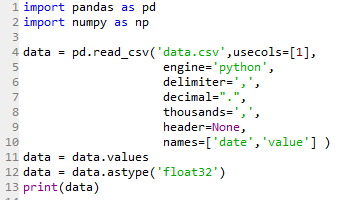 1 import pandas as pd
2 import numpy as np
3
4 data = pd.read_csv('data.csv',usecols=[1],
5                    engine='python',
6                    delimiter=',',
7                    decimal=".",
8                    thousands=',',
9                    header=None,
10                    names=['date','value'] )
11 data = data.values
12 data = data.astype('float32')
13 print(data)